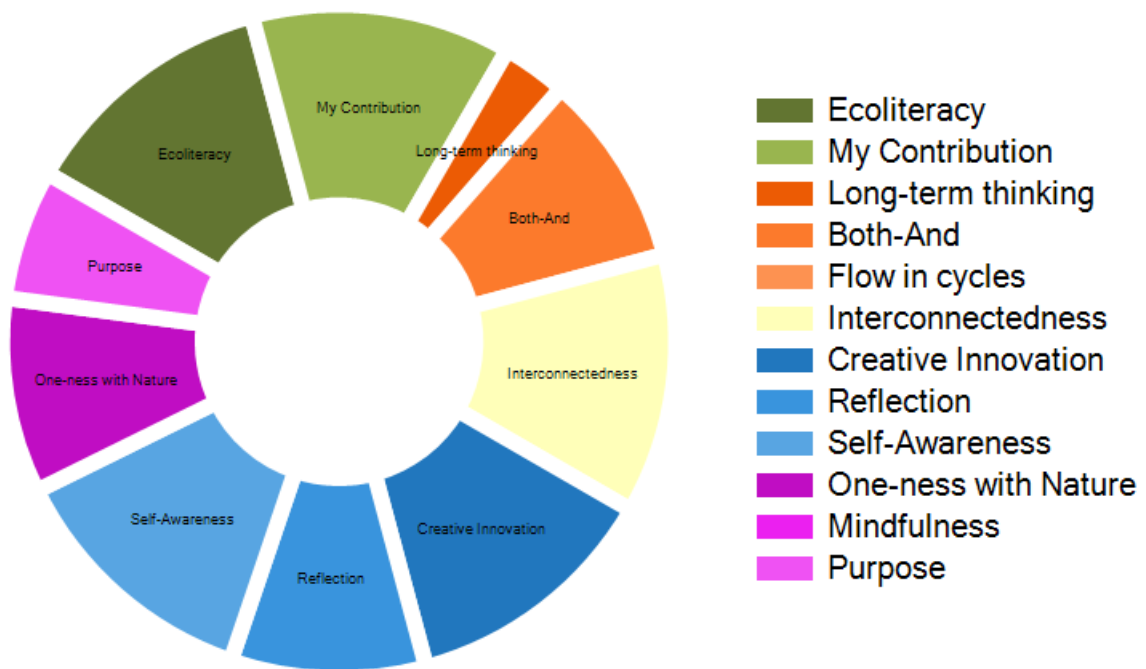 My Contribution
Long-term thinking
Ecoliteracy
Both-And
Purpose
One-ness with Nature
Interconnectedness
Self-Awareness
Creative Innovation
Reflection
Ecoliteracy
My Contribution
Long-term thinking
Both-And
Flow in cycles
Interconnectedness
Creative Innovation
Reflection
Self-Awareness
One-ness with Nature
Mindfulness
Purpose